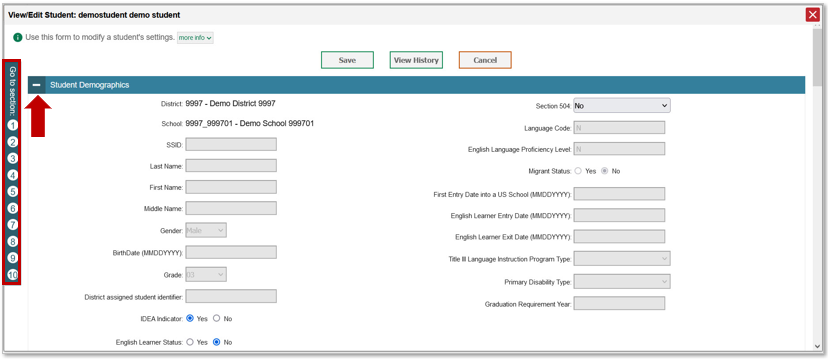 View/Edit Student: demostudent demo student
Use this form to modify a student's settings. more info
Save
View History
Cancel
Go to section:
1
2
3
4
5
6
7
8
9
10
Student Demographics
District: 9997 - Demo District 9997
School: 9997_999701 - Demo School 999701
SSID:
Last Name:
First Name:
Middle Name:
Gender: Male
BirthDate (MMDDYYYY):
Grade: 03
District assigned student identifier:
IDEA Indicator: Yes No
English Learner Status: Yes No
Section 504: No
Language Code: N
English Language Proficiency Level: N
Migrant Status: Yes No
First Entry Date into a US School (MMDDYYYY):
English Learner Entry Date (MMDDYYYY):
English Learner Exit Date (MMDDYYYY):
Title III Language Instruction Program Type:
Primary Disability Type:
Graduation Requirement Year: